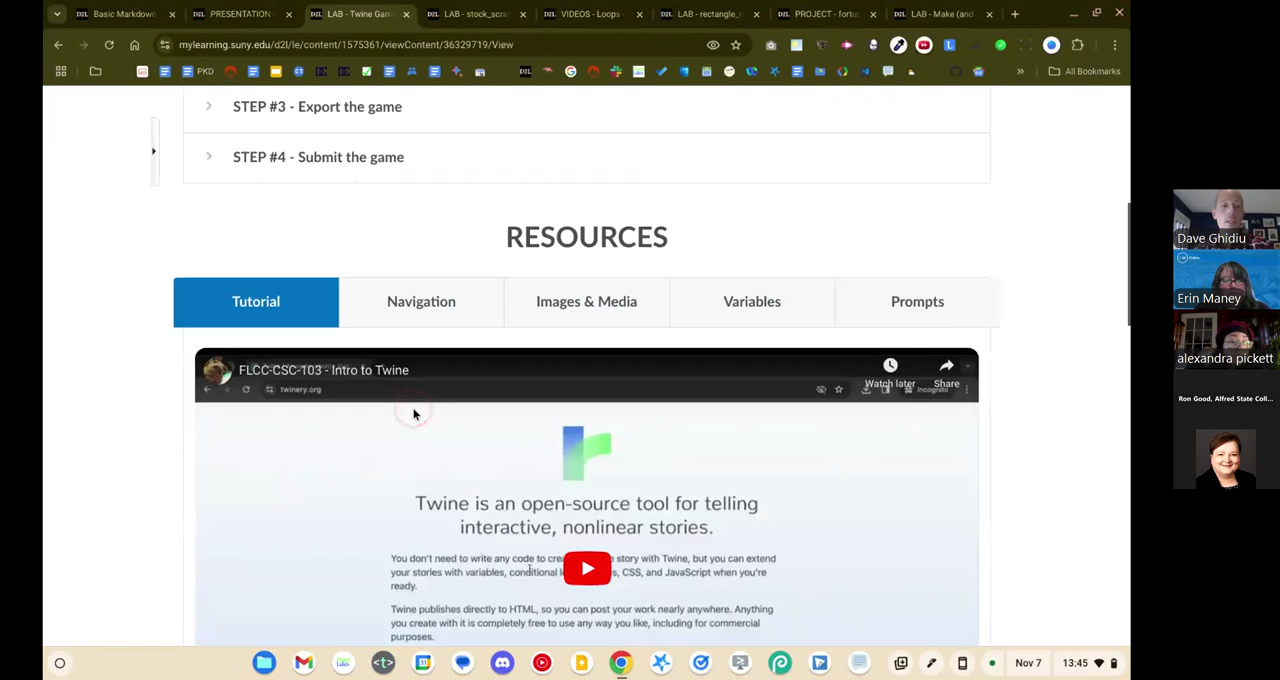 Basic Markdown
PRESENTATION
LAB - Twine Gam
LAB - stock_scra
VIDEOS - Loops -
LAB - rectangle_
PROJECT - fortu
LAB - Make (and
mylearning.suny.edu/d2l/le/content/1575361/viewContent/36329719/View
PKD
All Bookmarks
STEP #3 - Export the game
STEP #4 - Submit the game
RESOURCES
Tutorial
Navigation
Images & Media
Variables
Prompts
FLCC-CSC-103 - Intro to Twine
Watch later
Share
twinery.org
Incognito
Twine is an open-source tool for telling
interactive, nonlinear stories.
You don't need to write any code to cre story with Twine, but you can extend
your stories with variables, conditional CSS, and JavaScript when you're
ready.
Twine publishes directly to HTML, so you can post your work nearly anywhere. Anything
you create with it is completely free to use any way you like, including for commercial
purposes.
Nov 7
13:45
Dave Ghidiu
Erin Maney
alexandra pickett
Ron Good, Alfred State Coll...